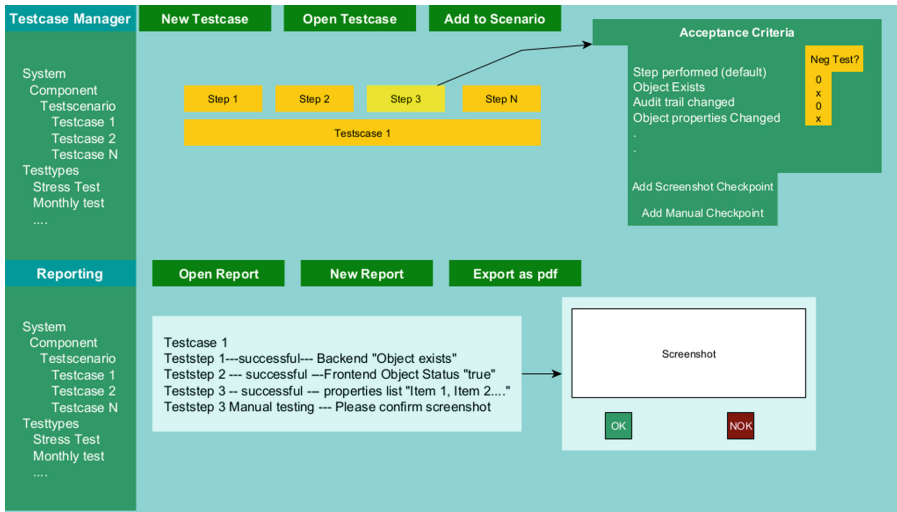 Testcase Manager
New Testcase
Open Testcase
Add to Scenario
System
Component
Testscenario
Testcase 1
Testcase 2
Testcase N
Testtypes
Stress Test
Monthly test
....
Step 1
Step 2
Step 3
Step N
Testscase 1
Acceptance Criteria
Neg Test?
Step performed (default)
0
Object Exists
x
Audit trail changed
0
Object properties Changed
x
.
.
Add Screenshot Checkpoint
Add Manual Checkpoint
Reporting
Open Report
New Report
Export as pdf
System
Component
Testscenario
Testcase 1
Testcase 2
Testcase N
Testtypes
Stress Test
Monthly test
....
Testcase 1
Teststep 1---successful--- Backend "Object exists"
Teststep 2 --- successful ---Frontend Object Status "true"
Teststep 3 -- successful --- properties list "Item 1, Item 2...."
Teststep 3 Manual testing --- Please confirm screenshot
Screenshot
OK
NOK